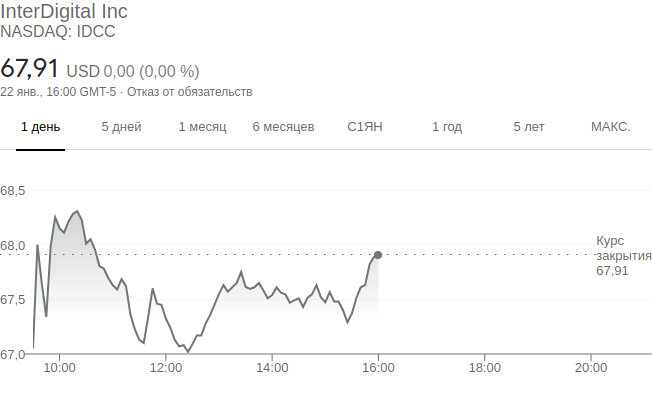 InterDigital Inc
NASDAQ: IDCC
67,91 USD 0,00 (0,00 %)
22 янв., 16:00 GMT-5 · Отказ от обязательств
1 день 5 дней 1 месяц 6 месяцев С1ЯН 1 год 5 лет МАКС.
68,5
68,0
67,5
67,0
Курс
закрытия
67,91
10:00 12:00 14:00 16:00 18:00 20:00